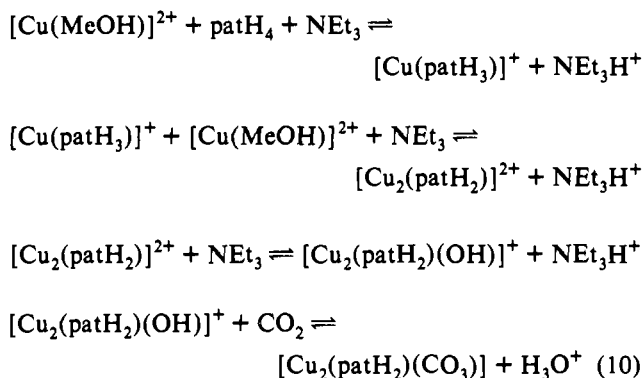 [Cu(MeOH)]²⁺ + patH₄ + NEt₃ ⇌
[Cu(patH₃)]⁺ + NEt₃H⁺
[Cu(patH₃)]⁺ + [Cu(MeOH)]²⁺ + NEt₃ ⇌
[Cu₂(patH₂)]²⁺ + NEt₃H⁺
[Cu₂(patH₂)]²⁺ + NEt₃ ⇌ [Cu₂(patH₂)(OH)]⁺ + NEt₃H⁺
[Cu₂(patH₂)(OH)]⁺ + CO₂ ⇌
[Cu₂(patH₂)(CO₃)] + H₃O⁺ (10)